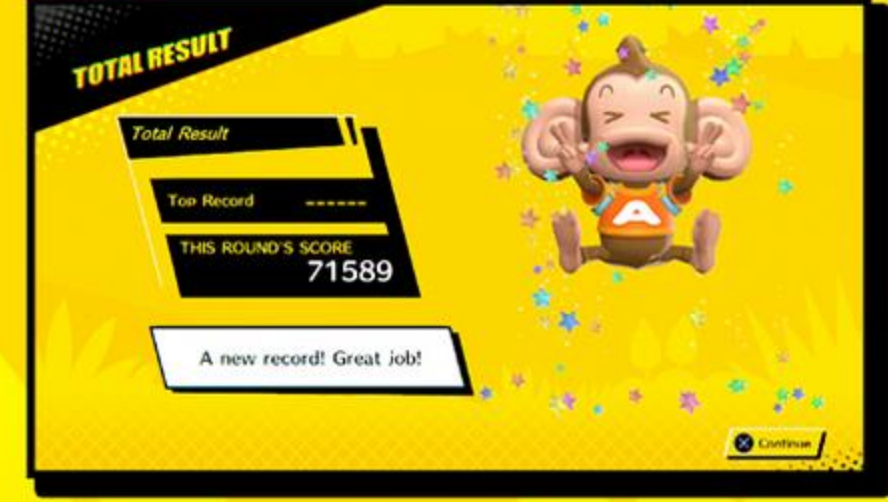 TOTAL RESULT
Total Result
Top Record ------
THIS ROUND'S SCORE
71589
A new record! Great job!
A
Continue